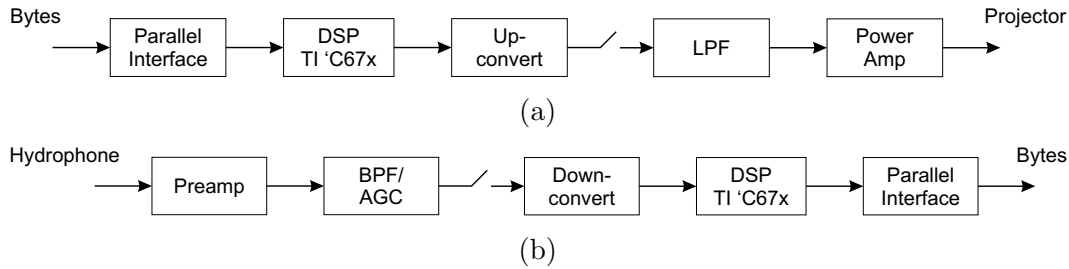 Bytes
Projector
Parallel
Interface
DSP
TI ‘C67x
Up-
convert
LPF
Power
Amp
(a)
Hydrophone
Bytes
Preamp
BPF/
AGC
Down-
convert
DSP
TI ‘C67x
Parallel
Interface
(b)